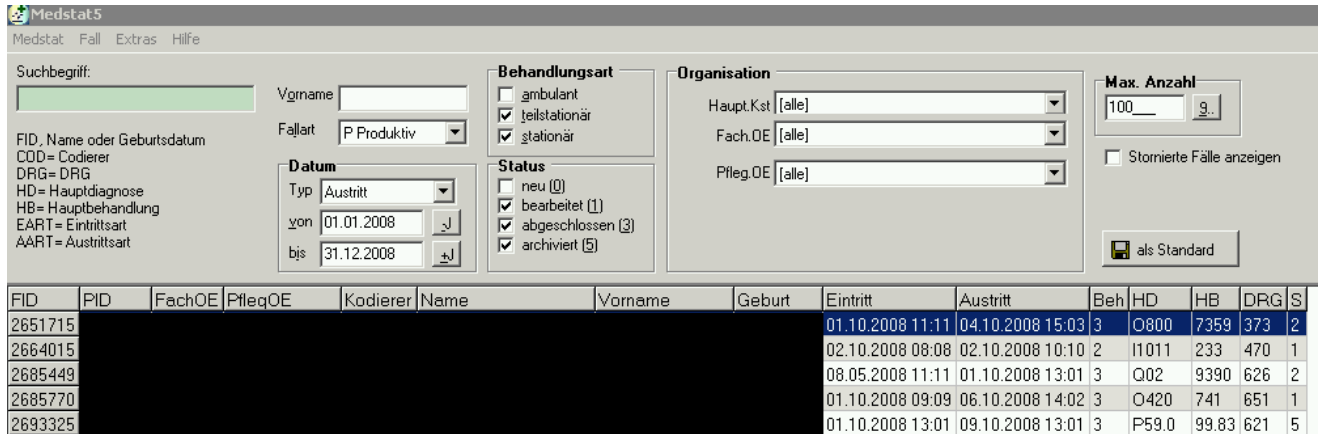 Medstat5
Medstat Fall Extras Hilfe
Suchbegriff:
FID, Name oder Geburtsdatum
COD= Codierer
DRG= DRG
HD= Hauptdiagnose
HB= Hauptbehandlung
EART= Eintrittsart
AART= Austrittsart
Vorname
Fallart P Produktiv
Datum
Typ Austritt
von 01.01.2008 -J
bis 31.12.2008 +J
Behandlungsart
ambulant
teilstationär
stationär
Status
neu (0)
bearbeitet (1)
abgeschlossen (3)
archiviert (5)
Organisation
Haupt.Kst [alle]
Fach.OE [alle]
Pfleg.OE [alle]
Max. Anzahl
100___ 9..
Stornierte Fälle anzeigen
als Standard
FID PID FachOE PflegOE Kodierer Name Vorname Geburt Eintritt Austritt Beh HD HB DRG S
2651715 01.10.2008 11:11 04.10.2008 15:03 3 O800 7359 373 2
2664015 02.10.2008 08:08 02.10.2008 10:10 2 I1011 233 470 1
2685449 08.05.2008 11:11 01.10.2008 13:01 3 Q02 9390 626 2
2685770 01.10.2008 09:09 06.10.2008 14:02 3 O420 741 651 1
2693325 01.10.2008 13:01 09.10.2008 13:01 3 P59.0 99.83 621 5